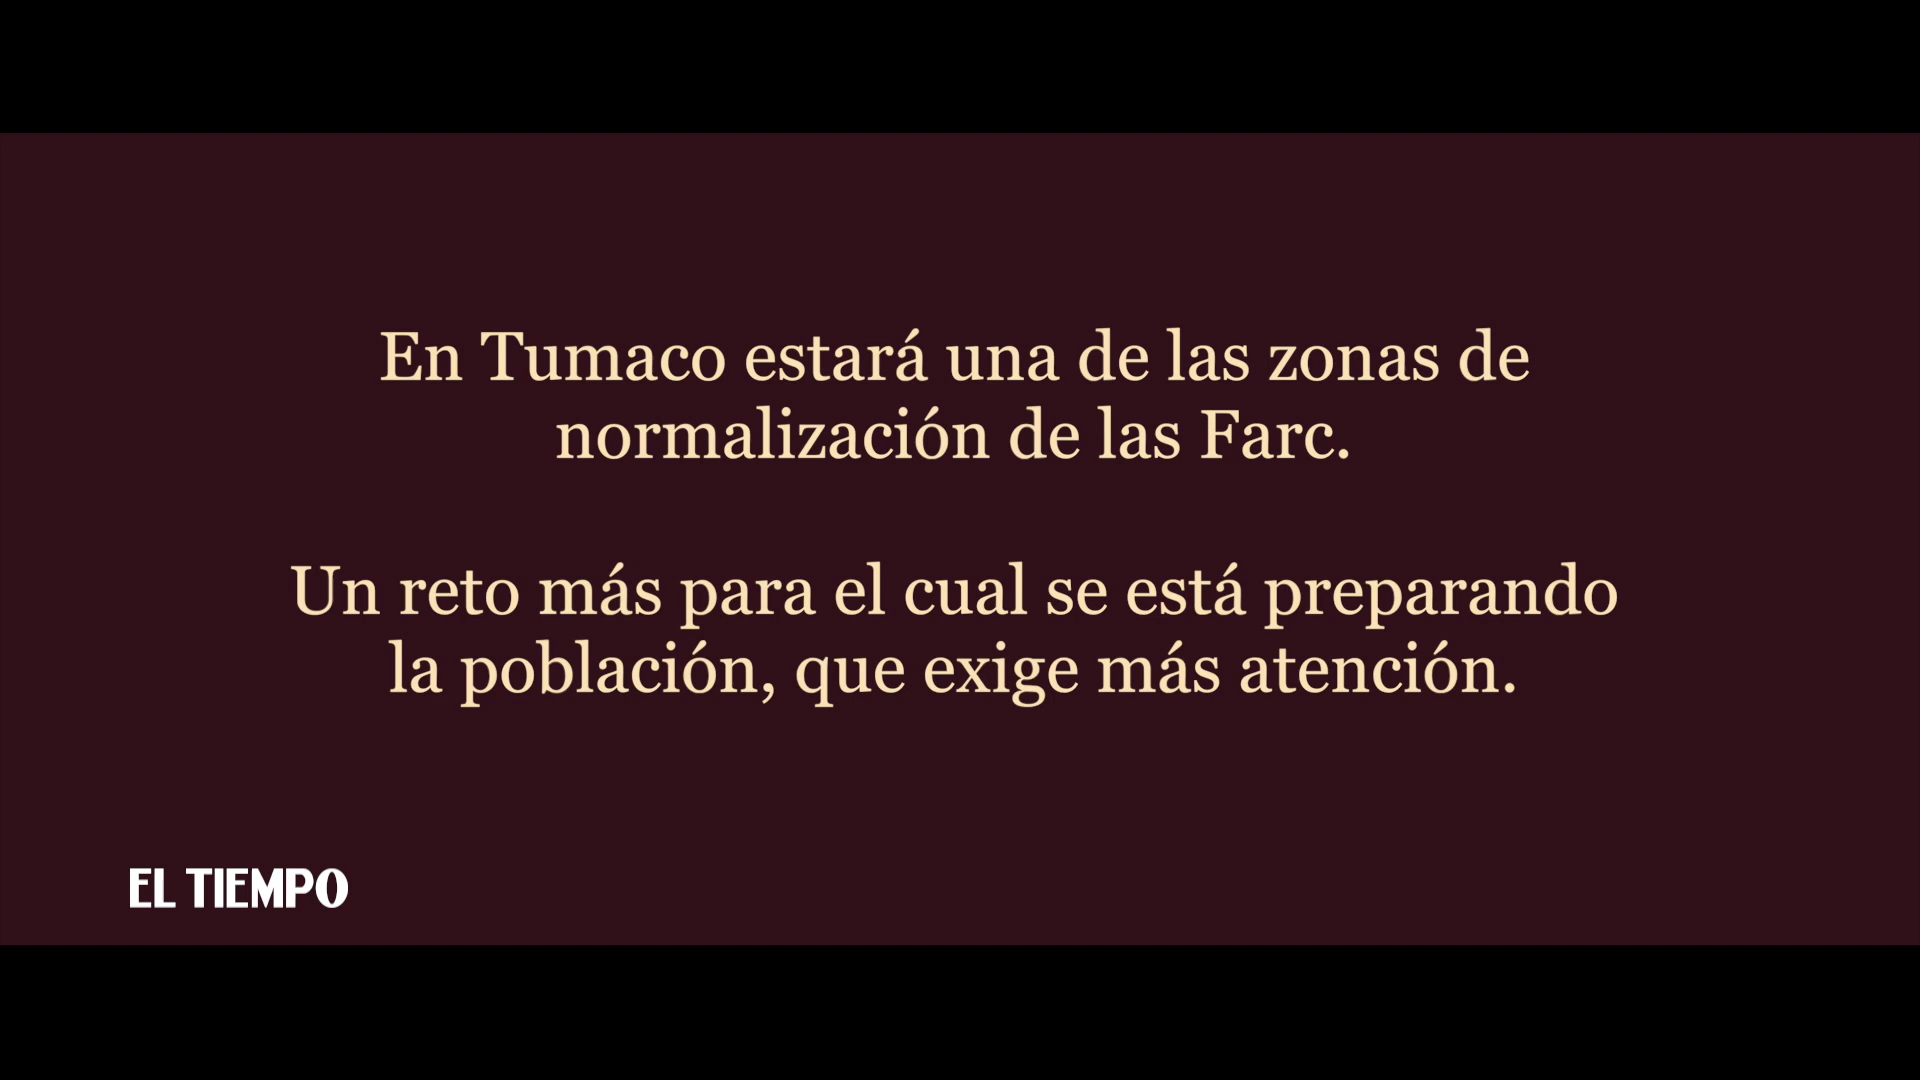 En Tumaco estará una de las zonas de
normalización de las Farc.
Un reto más para el cual se está preparando
la población, que exige más atención.
EL TIEMPO